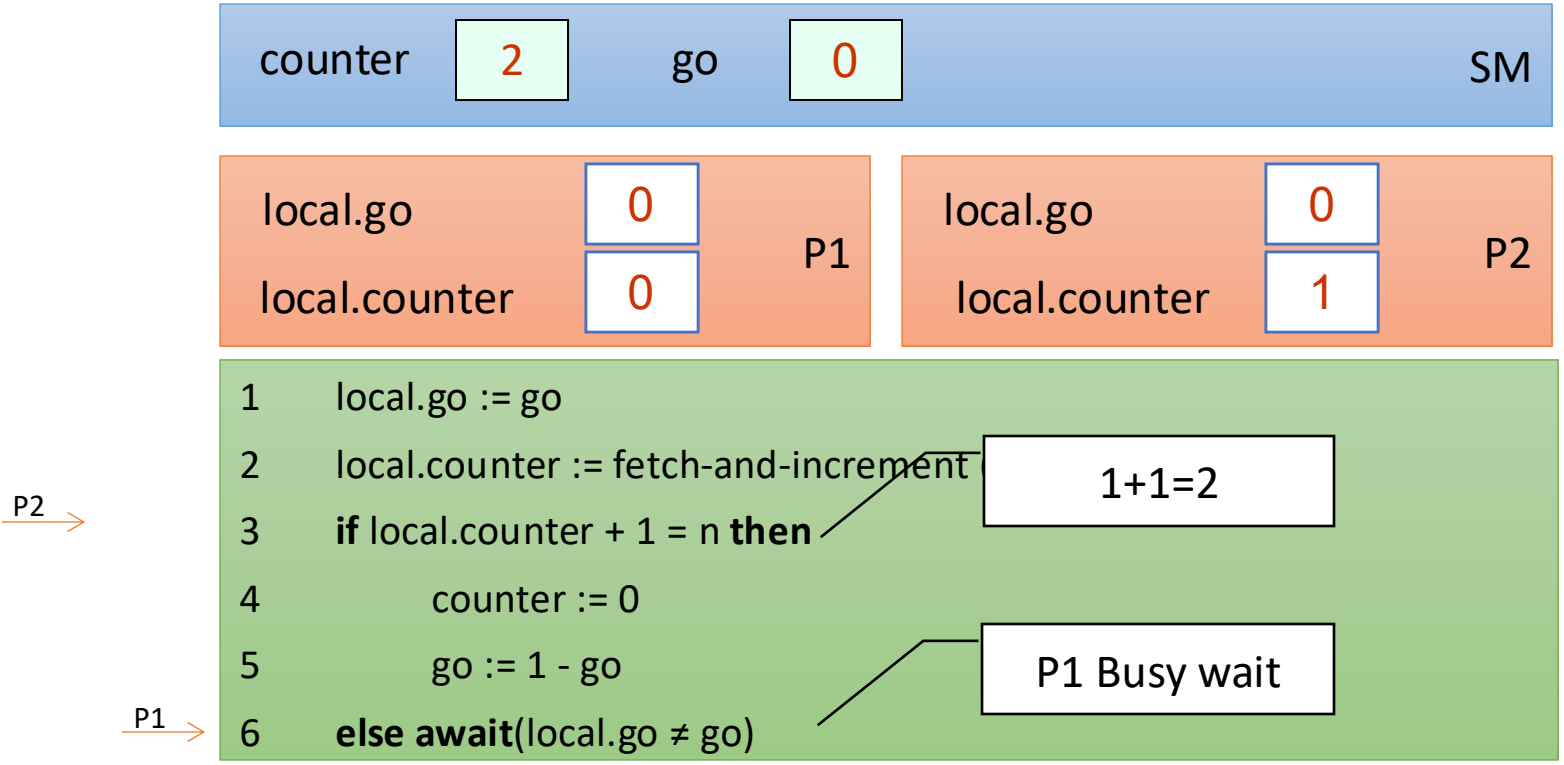 counter 2 go 0 SM
local.go 0
P1
local.counter 0
local.go 0
P2
local.counter 1
1 local.go := go
2 local.counter := fetch-and-increment (
1+1=2
P2
3 if local.counter + 1 = n then
4 counter := 0
5 go := 1 - go
P1 Busy wait
P1
6 else await(local.go ≠ go)